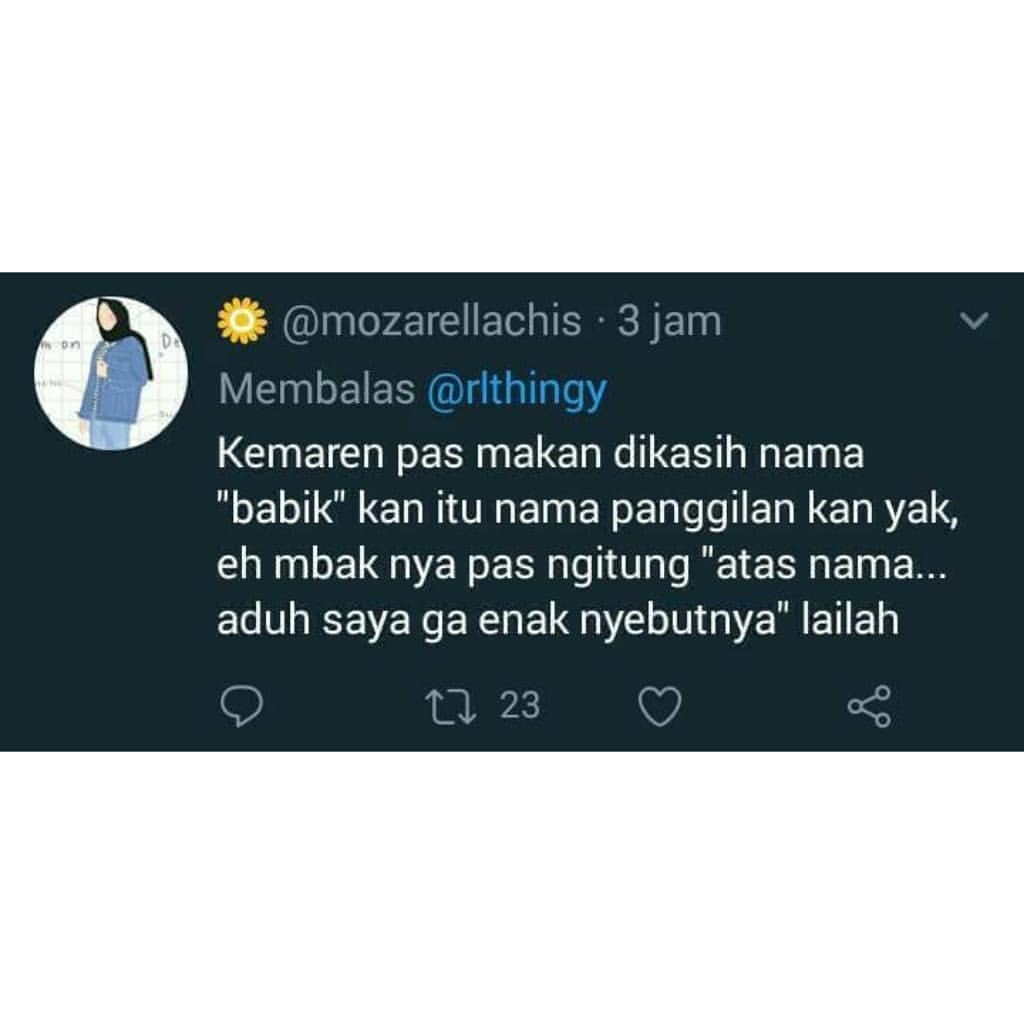 @mozarellachis · 3 jam
Membalas @rlthingy
Kemaren pas makan dikasih nama
"babik" kan itu nama panggilan kan yak,
eh mbak nya pas ngitung "atas nama...
aduh saya ga enak nyebutnya" lailah
23